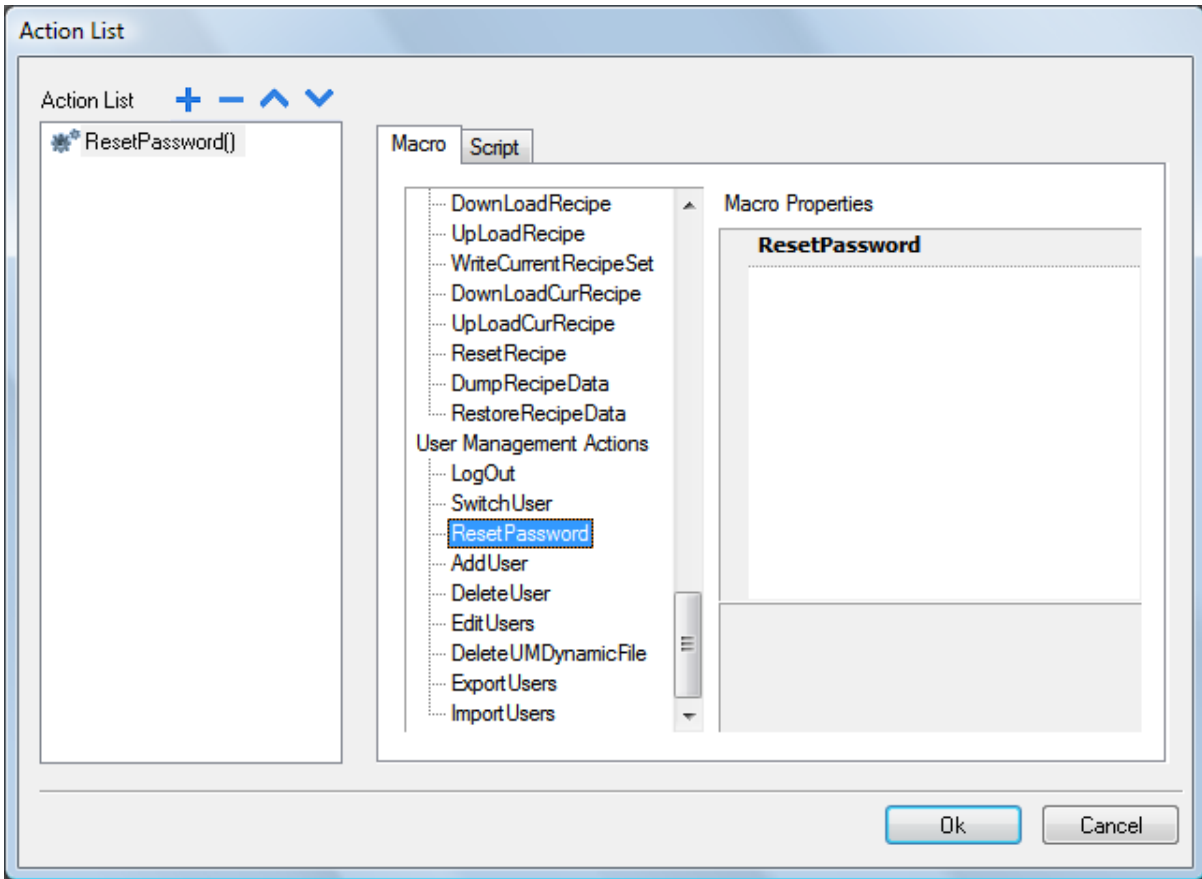 Action List
Action List
ResetPassword()
Macro
Script
DownLoadRecipe
UpLoadRecipe
WriteCurrentRecipeSet
DownLoadCurRecipe
UpLoadCurRecipe
ResetRecipe
DumpRecipeData
RestoreRecipeData
User Management Actions
LogOut
SwitchUser
ResetPassword
AddUser
DeleteUser
EditUsers
DeleteUMDynamicFile
ExportUsers
ImportUsers
Macro Properties
ResetPassword
Ok
Cancel